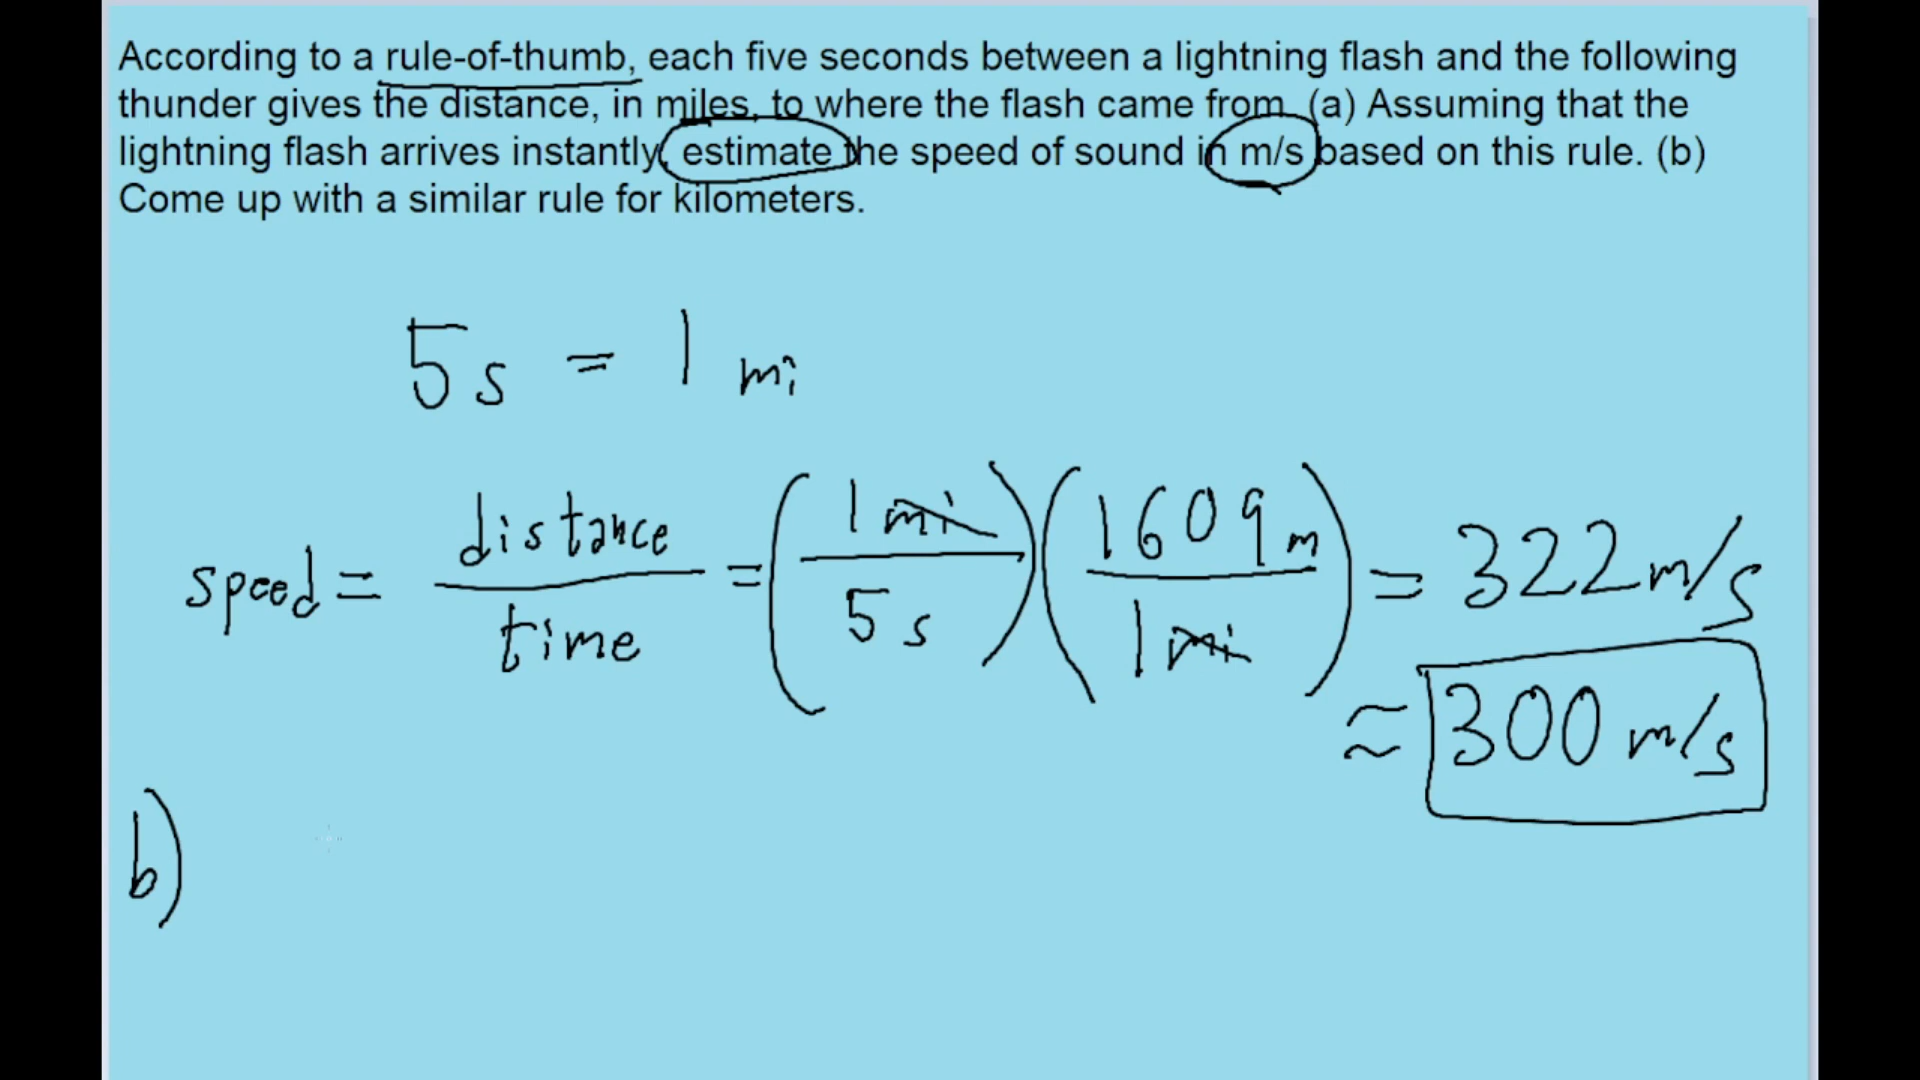 According to a rule-of-thumb, each five seconds between a lightning flash and the following
thunder gives the distance, in miles, to where the flash came from. (a) Assuming that the
lightning flash arrives instantly, estimate the speed of sound in m/s based on this rule. (b)
Come up with a similar rule for kilometers.
5 s = 1 mi
speed = distance / time = (1 mi / 5 s) (1609 m / 1 mi) = 322 m/s
≈ 300 m/s
b)